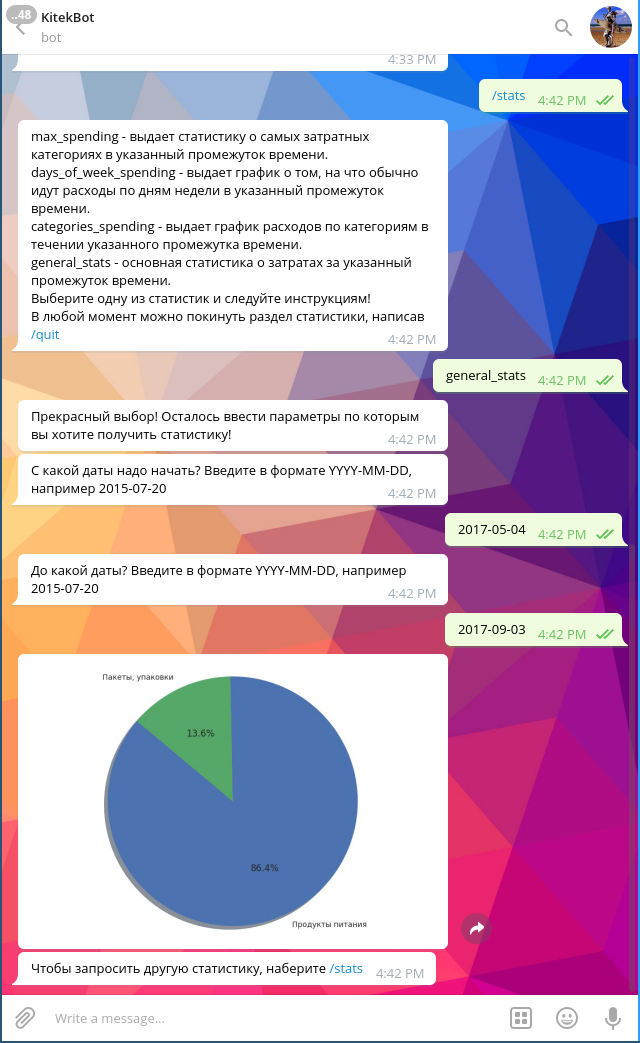 ..48
KitekBot
bot
4:33 PM
/stats 4:42 PM
max_spending - выдает статистику о самых затратных
категориях в указанный промежуток времени.
days_of_week_spending - выдает график о том, на что обычно
идут расходы по дням недели в указанный промежуток
времени.
categories_spending - выдает график расходов по категориям в
течении указанного промежутка времени.
general_stats - основная статистика о затратах за указанный
промежуток времени.
Выберите одну из статистик и следуйте инструкциям!
В любой момент можно покинуть раздел статистики, написав
/quit 4:42 PM
general_stats 4:42 PM
Прекрасный выбор! Осталось ввести параметры по которым
вы хотите получить статистику! 4:42 PM
С какой даты надо начать? Введите в формате YYYY-MM-DD,
например 2015-07-20 4:42 PM
2017-05-04 4:42 PM
До какой даты? Введите в формате YYYY-MM-DD, например
2015-07-20 4:42 PM
2017-09-03 4:42 PM
Пакеты, упаковки
13.6%
86.4%
Продукты питания
Чтобы запросить другую статистику, наберите /stats 4:42 PM
Write a message...